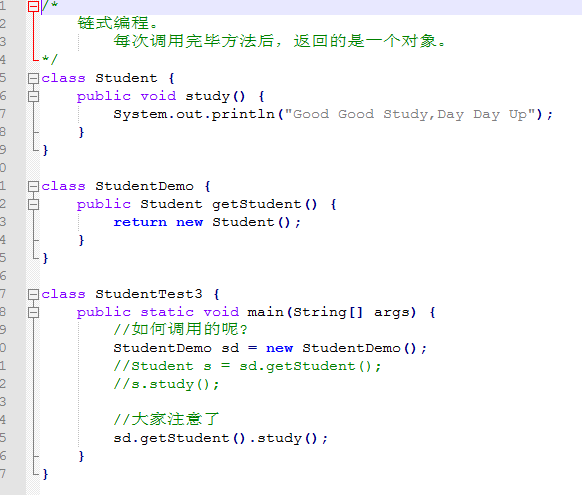 1 /*
2 链式编程。
3 每次调用完毕方法后，返回的是一个对象。
4 */
5 class Student {
6 public void study() {
7 System.out.println("Good Good Study,Day Day Up");
8 }
9 }
0
1 class StudentDemo {
2 public Student getStudent() {
3 return new Student();
4 }
5 }
6
7 class StudentTest3 {
8 public static void main(String[] args) {
9 //如何调用的呢?
0 StudentDemo sd = new StudentDemo();
1 //Student s = sd.getStudent();
2 //s.study();
3
4 //大家注意了
5 sd.getStudent().study();
6 }
7 }